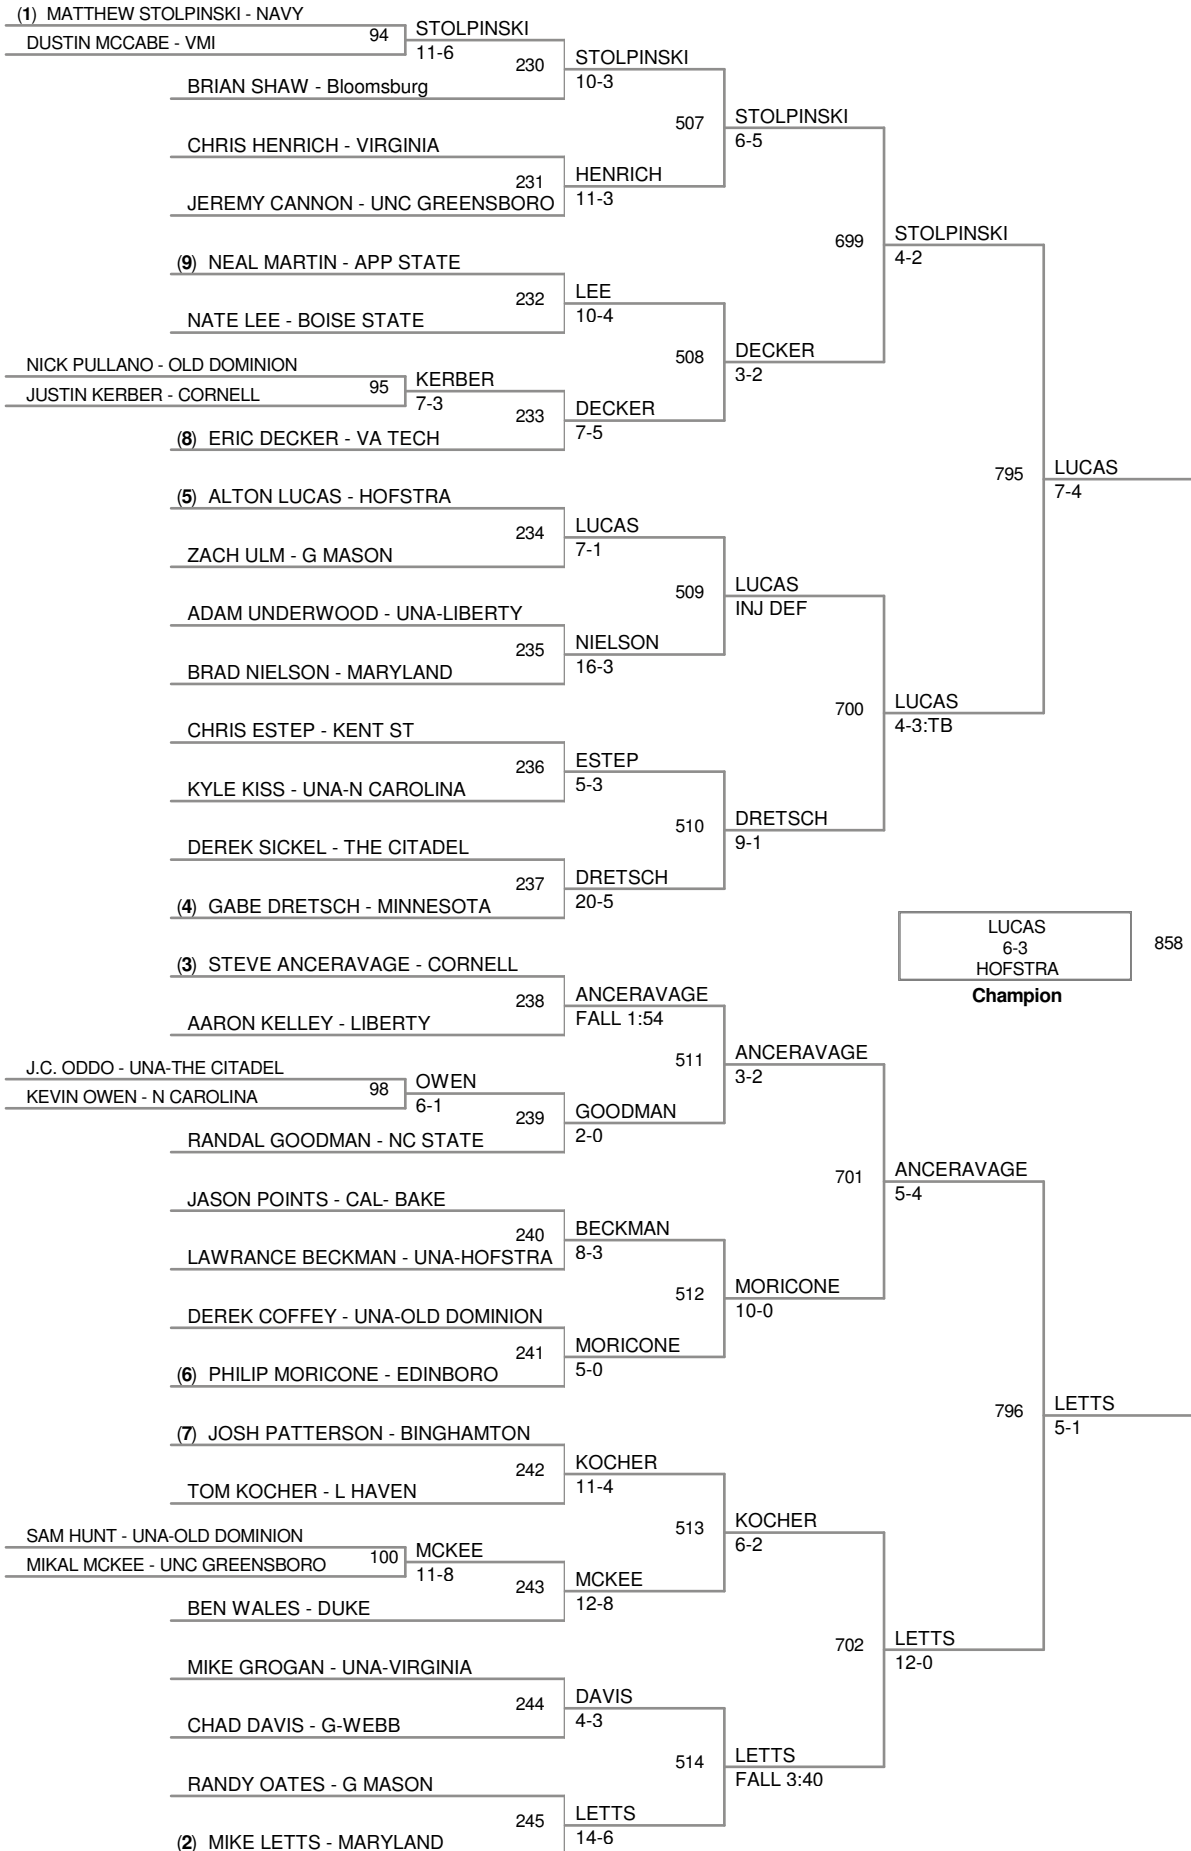 (1) MATTHEW STOLPINSKI - NAVY
DUSTIN MCCABE - VMI
94
STOLPINSKI
11-6
BRIAN SHAW - Bloomsburg
230
STOLPINSKI
10-3
CHRIS HENRICH - VIRGINIA
JEREMY CANNON - UNC GREENSBORO
231
HENRICH
11-3
507
STOLPINSKI
6-5
(9) NEAL MARTIN - APP STATE
NATE LEE - BOISE STATE
232
LEE
10-4
NICK PULLANO - OLD DOMINION
JUSTIN KERBER - CORNELL
95
KERBER
7-3
(8) ERIC DECKER - VA TECH
233
DECKER
7-5
508
DECKER
3-2
699
STOLPINSKI
4-2
(5) ALTON LUCAS - HOFSTRA
ZACH ULM - G MASON
234
LUCAS
7-1
ADAM UNDERWOOD - UNA-LIBERTY
BRAD NIELSON - MARYLAND
235
NIELSON
16-3
509
LUCAS
INJ DEF
CHRIS ESTEP - KENT ST
KYLE KISS - UNA-N CAROLINA
236
ESTEP
5-3
DEREK SICKEL - THE CITADEL
(4) GABE DRETSCH - MINNESOTA
237
DRETSCH
20-5
510
DRETSCH
9-1
700
LUCAS
4-3:TB
795
LUCAS
7-4
LUCAS
6-3
HOFSTRA
858
Champion
(3) STEVE ANCERAVAGE - CORNELL
AARON KELLEY - LIBERTY
238
ANCERAVAGE
FALL 1:54
J.C. ODDO - UNA-THE CITADEL
KEVIN OWEN - N CAROLINA
98
OWEN
6-1
RANDAL GOODMAN - NC STATE
239
GOODMAN
2-0
511
ANCERAVAGE
3-2
JASON POINTS - CAL- BAKE
LAWRANCE BECKMAN - UNA-HOFSTRA
240
BECKMAN
8-3
DEREK COFFEY - UNA-OLD DOMINION
(6) PHILIP MORICONE - EDINBORO
241
MORICONE
5-0
512
MORICONE
10-0
701
ANCERAVAGE
5-4
(7) JOSH PATTERSON - BINGHAMTON
TOM KOCHER - L HAVEN
242
KOCHER
11-4
SAM HUNT - UNA-OLD DOMINION
MIKAL MCKEE - UNC GREENSBORO
100
MCKEE
11-8
BEN WALES - DUKE
243
MCKEE
12-8
513
KOCHER
6-2
MIKE GROGAN - UNA-VIRGINIA
CHAD DAVIS - G-WEBB
244
DAVIS
4-3
RANDY OATES - G MASON
(2) MIKE LETTS - MARYLAND
245
LETTS
14-6
514
LETTS
FALL 3:40
702
LETTS
12-0
796
LETTS
5-1